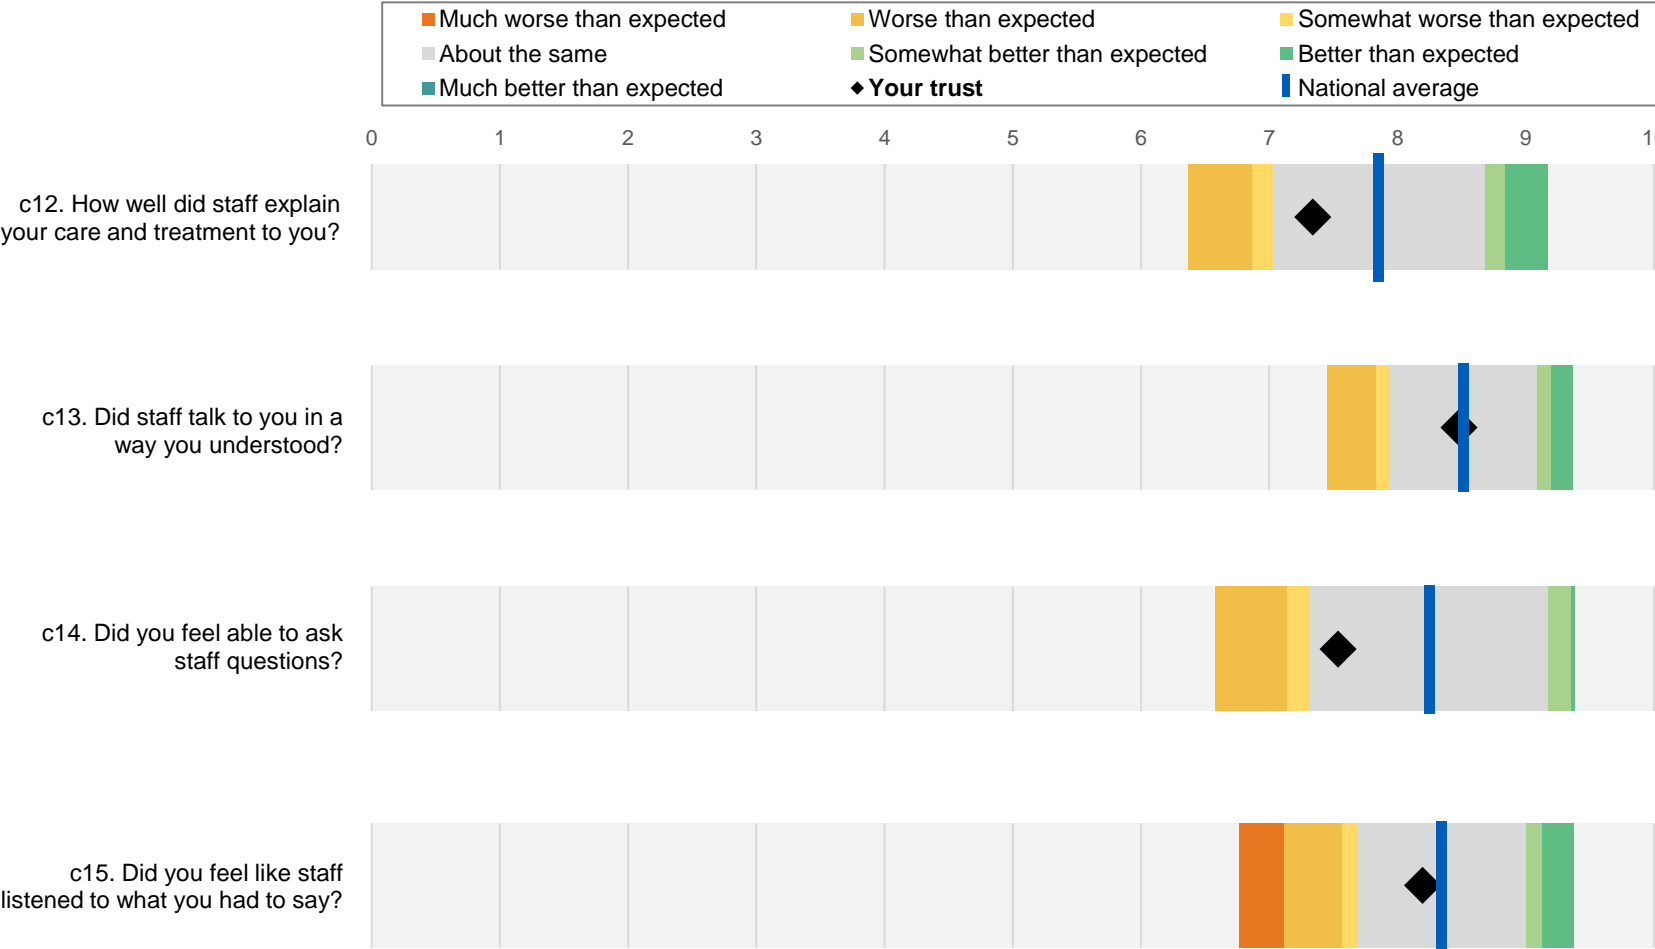 Much worse than expected Worse than expected Somewhat worse than expected
About the same Somewhat better than expected Better than expected
Much better than expected Your trust National average
0 1 2 3 4 5 6 7 8 9
c12. How well did staff explain
your care and treatment to you?
c13. Did staff talk to you in a
way you understood?
c14. Did you feel able to ask
staff questions?
c15. Did you feel like staff
listened to what you had to say?